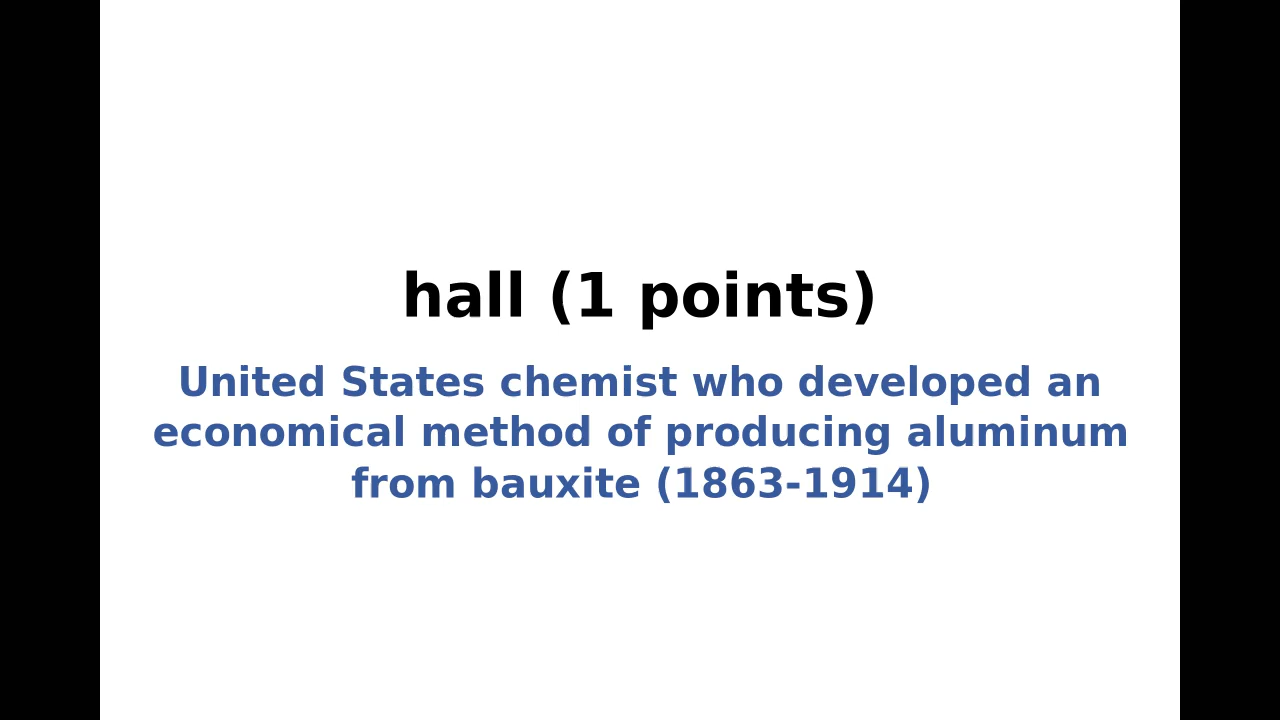 hall (1 points)
United States chemist who developed an
economical method of producing aluminum
from bauxite (1863-1914)